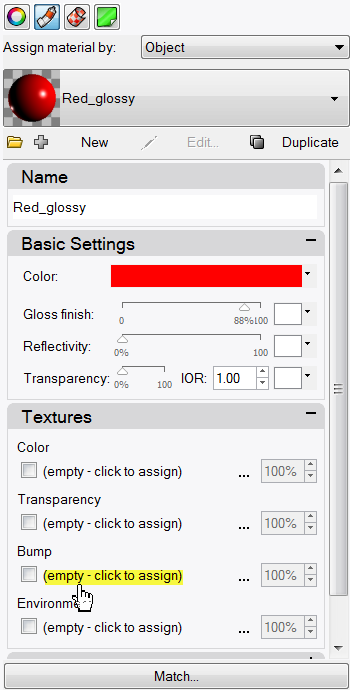 Assign material by: Object
Red_glossy
New Edit... Duplicate
Name
Red_glossy
Basic Settings
Color:
Gloss finish:
0 88% 100
Reflectivity:
0% 100
Transparency: IOR: 1.00
0% 100
Textures
Color
(empty - click to assign) ... 100%
Transparency
(empty - click to assign) ... 100%
Bump
(empty - click to assign) ... 100%
(empty - click to assign) ... 100%
Match...